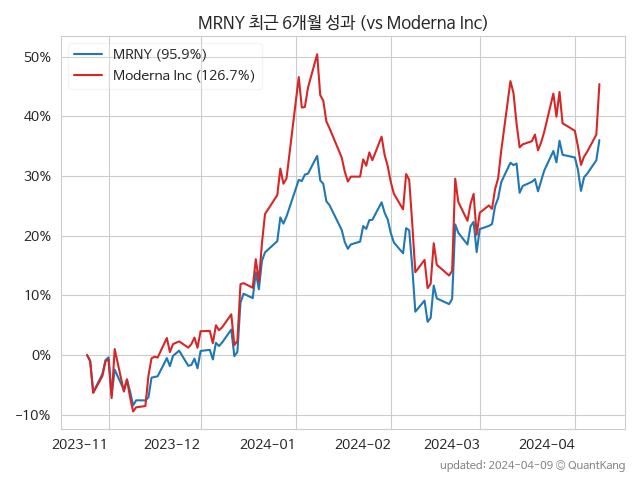 MRNY 최근 6개월 성과 (vs Moderna Inc)
MRNY (95.9%)
Moderna Inc (126.7%)
50%
40%
30%
20%
10%
0%
−10%
2023-11 2023-12 2024-01 2024-02 2024-03 2024-04
updated: 2024-04-09 © QuantKang